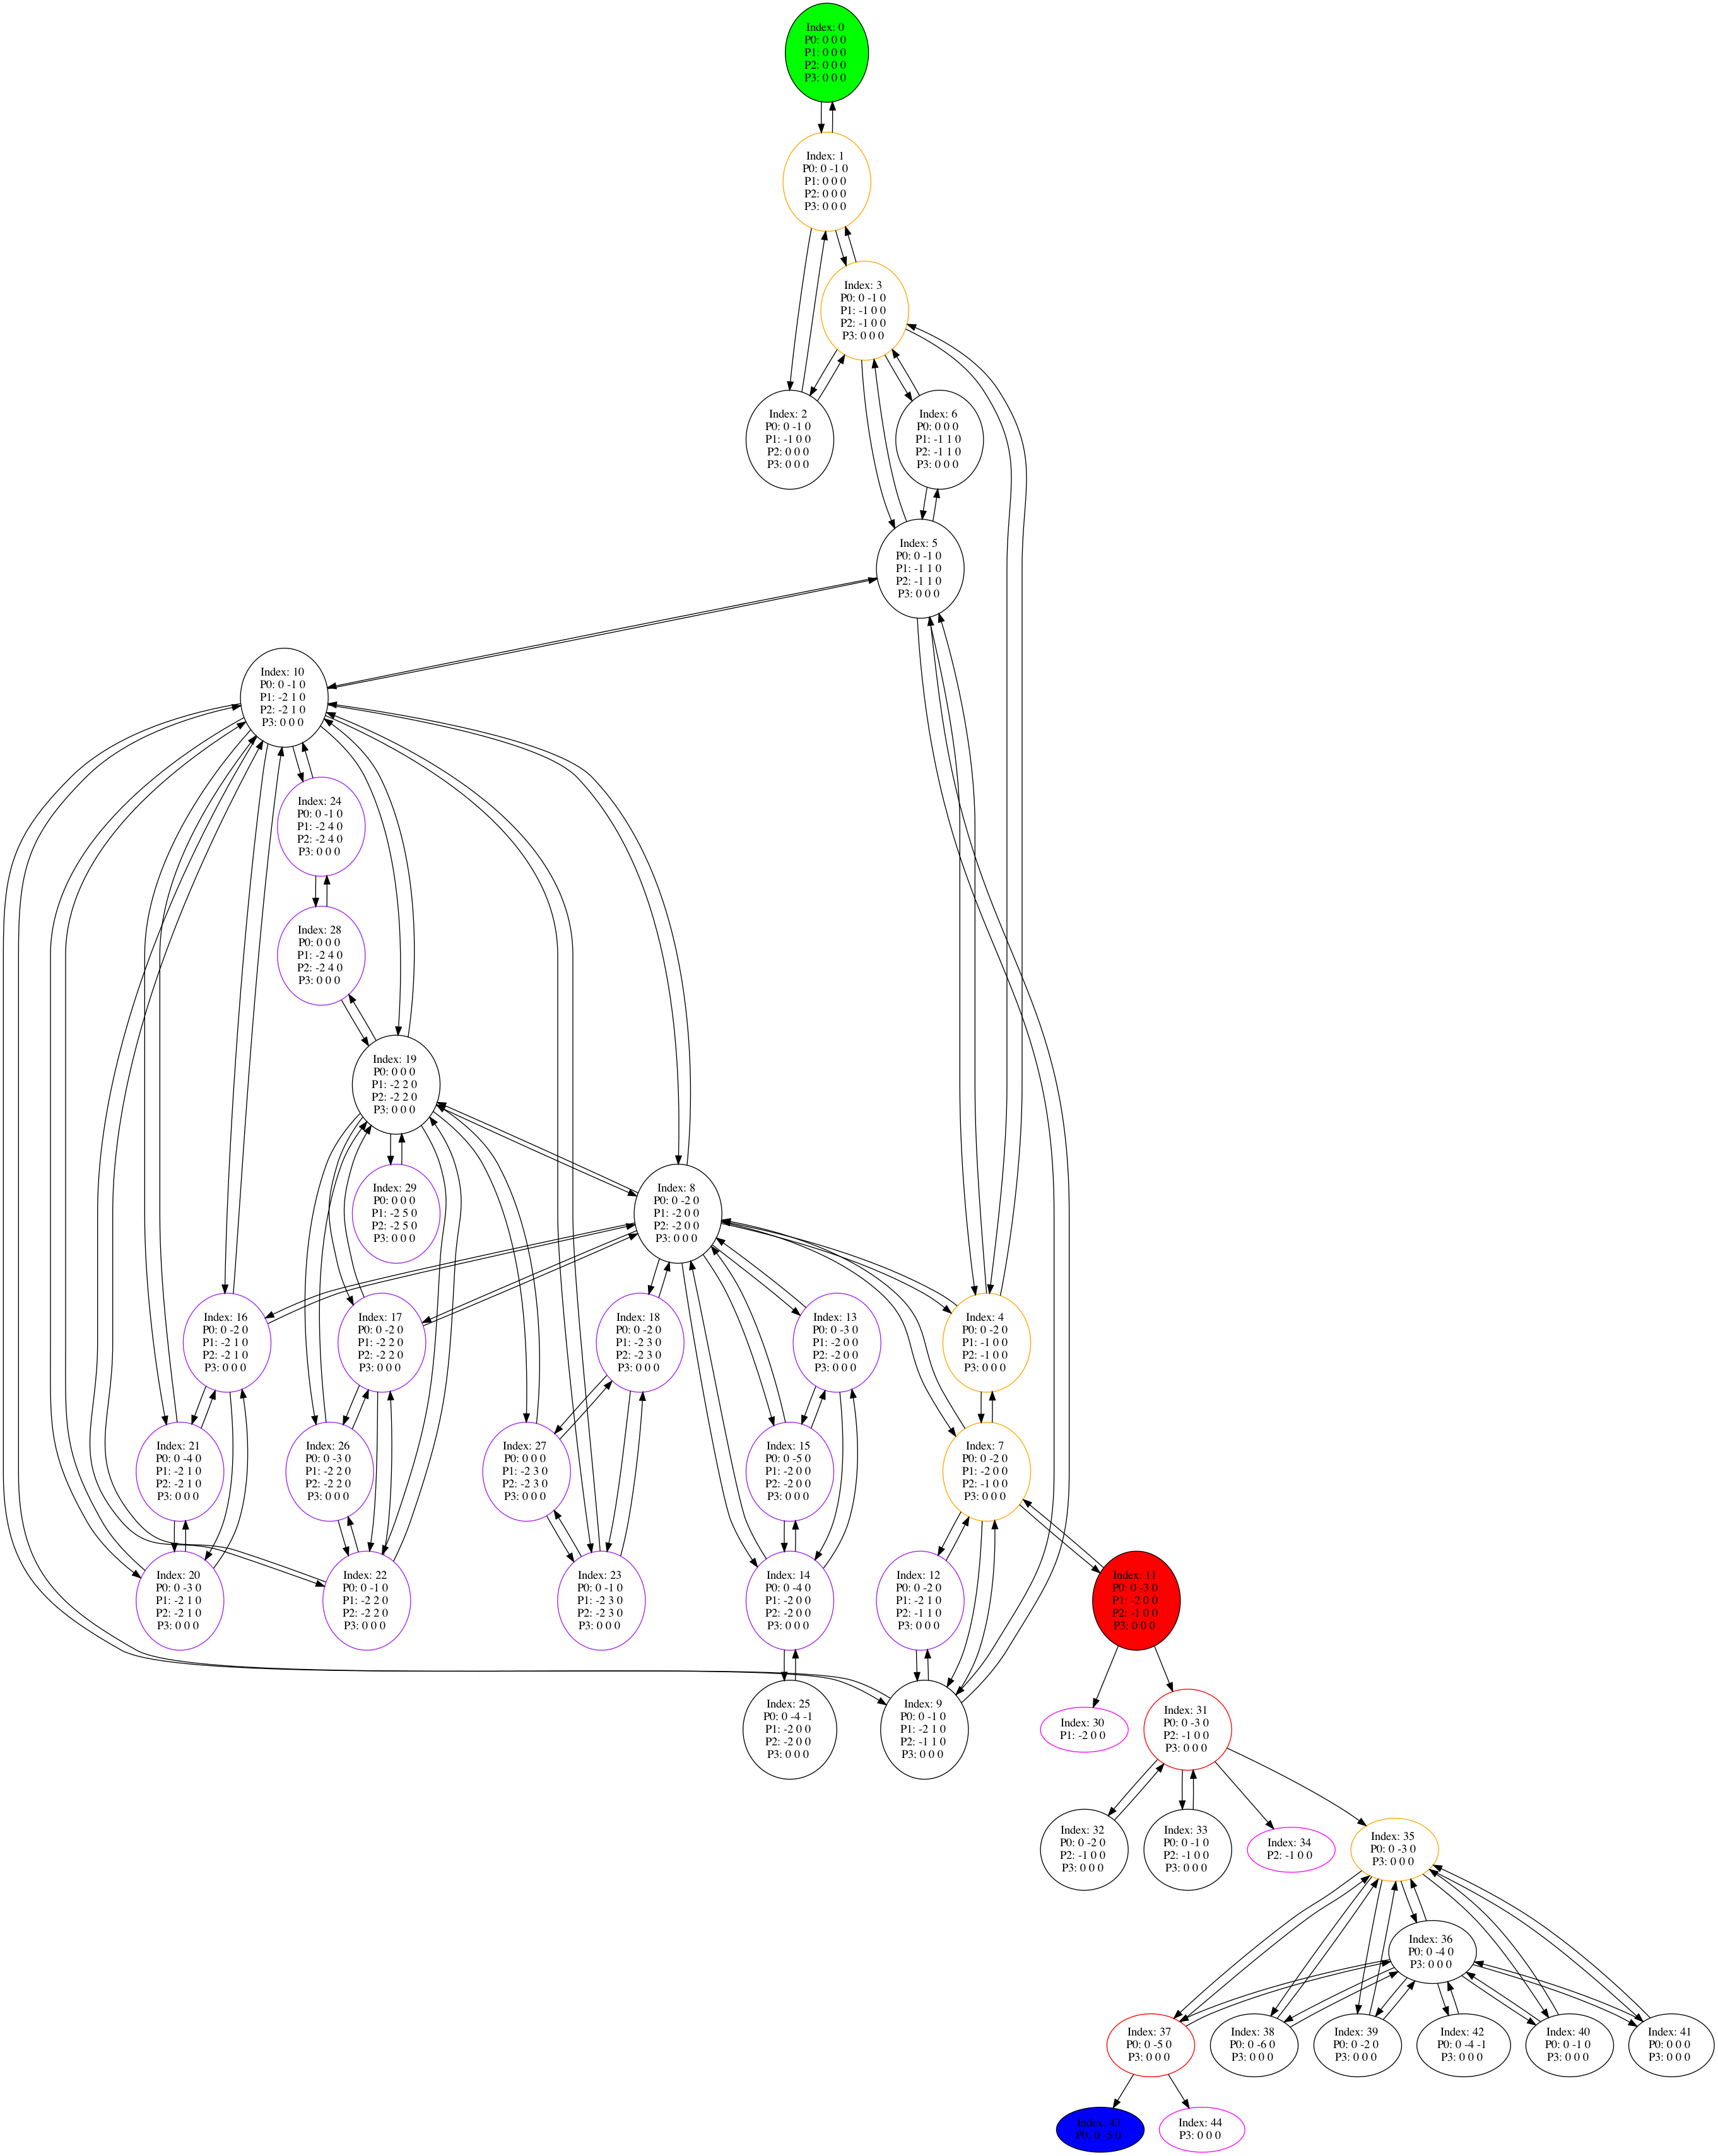 Index: 0
P0: 0 0 0
P1: 0 0 0
P2: 0 0 0
P3: 0 0 0
Index: 1
P0: 0 -1 0
P1: 0 0 0
P2: 0 0 0
P3: 0 0 0
Index: 3
P0: 0 -1 0
P1: -1 0 0
P2: -1 0 0
P3: 0 0 0
Index: 2
P0: 0 -1 0
P1: -1 0 0
P2: 0 0 0
P3: 0 0 0
Index: 6
P0: 0 0 0
P1: -1 1 0
P2: -1 1 0
P3: 0 0 0
Index: 5
P0: 0 -1 0
P1: -1 1 0
P2: -1 1 0
P3: 0 0 0
Index: 10
P0: 0 -1 0
P1: -2 1 0
P2: -2 1 0
P3: 0 0 0
Index: 24
P0: 0 -1 0
P1: -2 4 0
P2: -2 4 0
P3: 0 0 0
Index: 28
P0: 0 0 0
P1: -2 4 0
P2: -2 4 0
P3: 0 0 0
Index: 19
P0: 0 0 0
P1: -2 2 0
P2: -2 2 0
P3: 0 0 0
Index: 29
P0: 0 0 0
P1: -2 5 0
P2: -2 5 0
P3: 0 0 0
Index: 8
P0: 0 -2 0
P1: -2 0 0
P2: -2 0 0
P3: 0 0 0
Index: 16
P0: 0 -2 0
P1: -2 1 0
P2: -2 1 0
P3: 0 0 0
Index: 17
P0: 0 -2 0
P1: -2 2 0
P2: -2 2 0
P3: 0 0 0
Index: 18
P0: 0 -2 0
P1: -2 3 0
P2: -2 3 0
P3: 0 0 0
Index: 13
P0: 0 -3 0
P1: -2 0 0
P2: -2 0 0
P3: 0 0 0
Index: 4
P0: 0 -2 0
P1: -1 0 0
P2: -1 0 0
P3: 0 0 0
Index: 21
P0: 0 -4 0
P1: -2 1 0
P2: -2 1 0
P3: 0 0 0
Index: 26
P0: 0 -3 0
P1: -2 2 0
P2: -2 2 0
P3: 0 0 0
Index: 27
P0: 0 0 0
P1: -2 3 0
P2: -2 3 0
P3: 0 0 0
Index: 15
P0: 0 -5 0
P1: -2 0 0
P2: -2 0 0
P3: 0 0 0
Index: 7
P0: 0 -2 0
P1: -2 0 0
P2: -1 0 0
P3: 0 0 0
Index: 20
P0: 0 -3 0
P1: -2 1 0
P2: -2 1 0
P3: 0 0 0
Index: 22
P0: 0 -1 0
P1: -2 2 0
P2: -2 2 0
P3: 0 0 0
Index: 23
P0: 0 -1 0
P1: -2 3 0
P2: -2 3 0
P3: 0 0 0
Index: 14
P0: 0 -4 0
P1: -2 0 0
P2: -2 0 0
P3: 0 0 0
Index: 12
P0: 0 -2 0
P1: -2 1 0
P2: -1 1 0
P3: 0 0 0
Index: 11
P0: 0 -3 0
P1: -2 0 0
P2: -1 0 0
P3: 0 0 0
Index: 25
P0: 0 -4 -1
P1: -2 0 0
P2: -2 0 0
P3: 0 0 0
Index: 9
P0: 0 -1 0
P1: -2 1 0
P2: -1 1 0
P3: 0 0 0
Index: 30
P1: -2 0 0
Index: 31
P0: 0 -3 0
P2: -1 0 0
P3: 0 0 0
Index: 32
P0: 0 -2 0
P2: -1 0 0
P3: 0 0 0
Index: 33
P0: 0 -1 0
P2: -1 0 0
P3: 0 0 0
Index: 34
P2: -1 0 0
Index: 35
P0: 0 -3 0
P3: 0 0 0
Index: 36
P0: 0 -4 0
P3: 0 0 0
Index: 37
P0: 0 -5 0
P3: 0 0 0
Index: 38
P0: 0 -6 0
P3: 0 0 0
Index: 39
P0: 0 -2 0
P3: 0 0 0
Index: 42
P0: 0 -4 -1
P3: 0 0 0
Index: 40
P0: 0 -1 0
P3: 0 0 0
Index: 41
P0: 0 0 0
P3: 0 0 0
Index: 43
P0: 0 -5 0
Index: 44
P3: 0 0 0